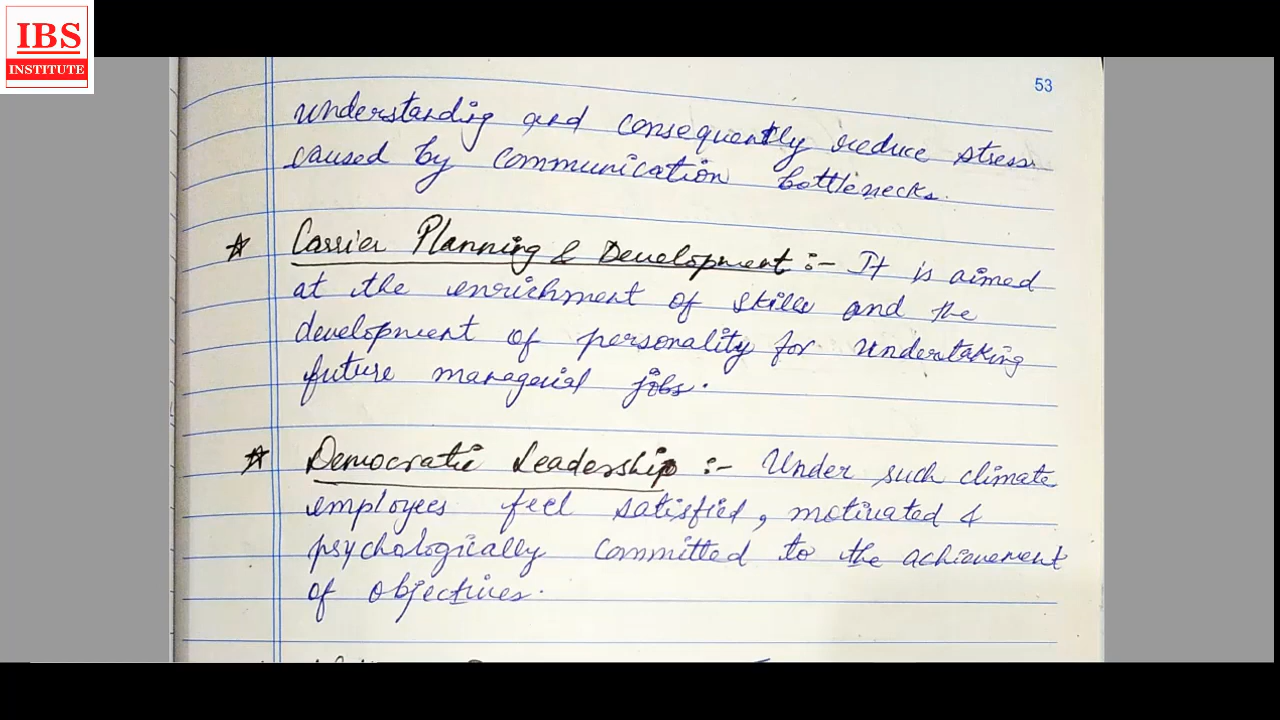 IBS
INSTITUTE
53
understanding and consequently reduce stress
caused by communication bottlenecks.
☆ Carrier Planning & Development :- It is aimed
at the enrichment of skills and the
development of personality for undertaking
future managerial jobs.
☆ Democratic Leadership :- Under such climate
employees feel satisfied, motivated &
psychologically committed to the achievement
of objectives.